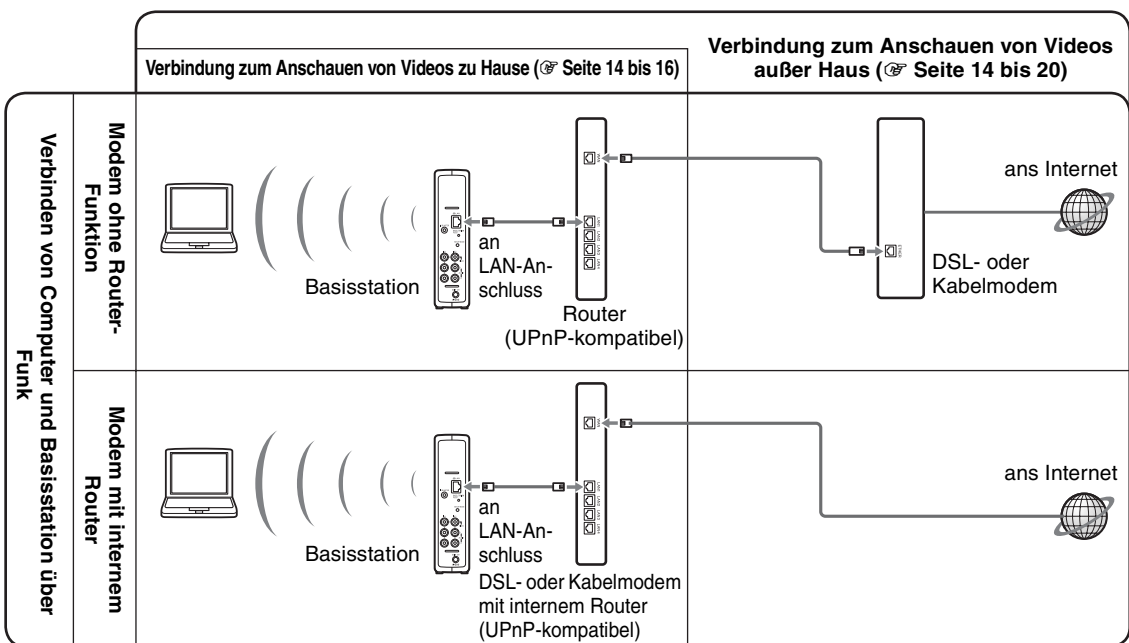 Verbindung zum Anschauen von Videos zu Hause (☞ Seite 14 bis 16)
Verbindung zum Anschauen von Videos
außer Haus (☞ Seite 14 bis 20)
Verbinden von Computer und Basisstation über
Funk
Modem ohne Router-
Funktion
Basisstation
an
LAN-An-
schluss
Router
(UPnP-kompatibel)
DSL- oder
Kabelmodem
ans Internet
Modem mit internem
Router
Basisstation
an
LAN-An-
schluss
DSL- oder Kabelmodem
mit internem Router
(UPnP-kompatibel)
ans Internet